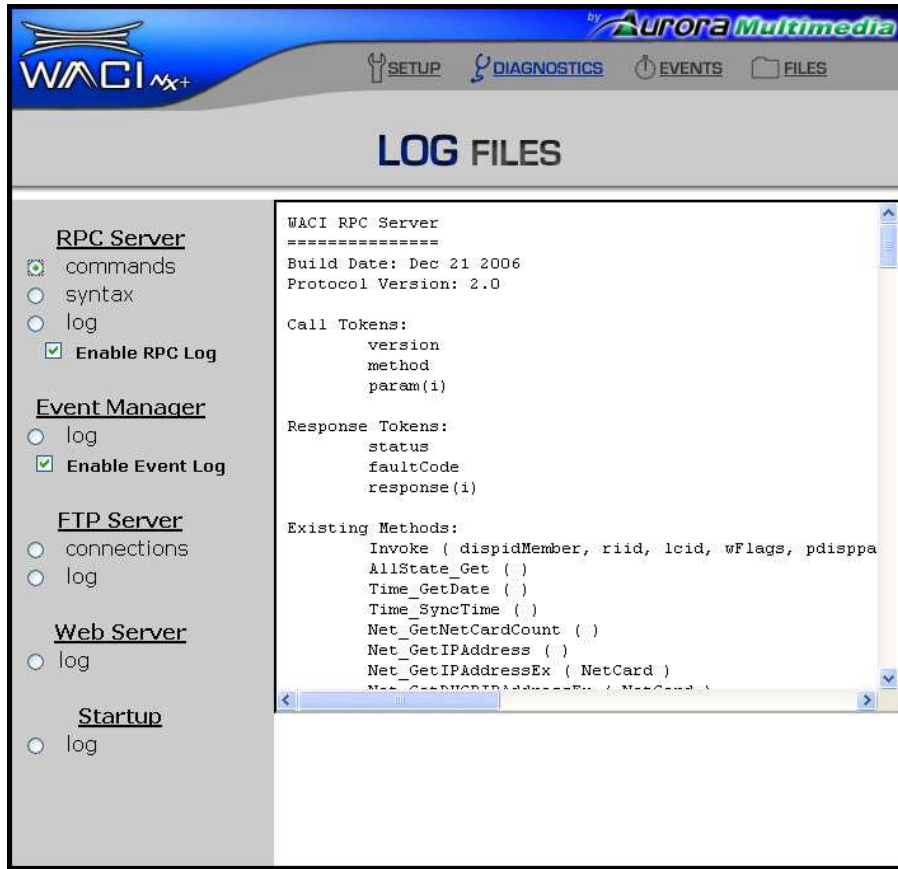 by Aurora Multimedia
WACI NX+
SETUP DIAGNOSTICS EVENTS FILES
LOG FILES
RPC Server
commands
syntax
log
Enable RPC Log
Event Manager
log
Enable Event Log
FTP Server
connections
log
Web Server
log
Startup
log
WACI RPC Server
===============
Build Date: Dec 21 2006
Protocol Version: 2.0
Call Tokens:
version
method
param(i)
Response Tokens:
status
faultCode
response(i)
Existing Methods:
Invoke ( dispidMember, riid, lcid, wFlags, pdisppa
AllState_Get ( )
Time_GetDate ( )
Time_SyncTime ( )
Net_GetNetCardCount ( )
Net_GetIPAddress ( )
Net_GetIPAddressEx ( NetCard )
Net_GetDHCPIPAddressEx ( NetCard )